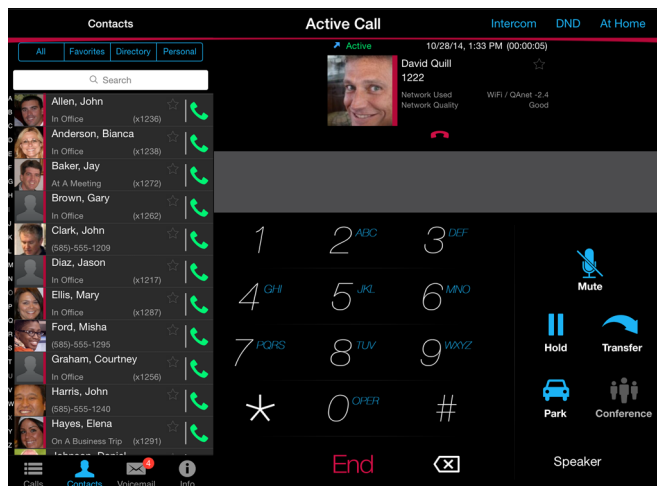 Contacts
Active Call
Intercom DND At Home
All Favorites Directory Personal
Search
Active 10/28/14, 1:33 PM (00:00:05)
David Quill
1222
Network Used WiFi / QAnet -2.4
Network Quality Good
Allen, John
In Office (x1236)
Anderson, Bianca
In Office (x1238)
Baker, Jay
At A Meeting (x1272)
Brown, Gary
In Office (x1262)
Clark, John
(585)-555-1209
Diaz, Jason
In Office (x1217)
Ellis, Mary
In Office (x1287)
Ford, Misha
(585)-555-1295
Graham, Courtney
In Office (x1256)
Harris, John
(585)-555-1240
Hayes, Elena
On A Business Trip (x1291)
1 2 ABC 3 DEF
4 GHI 5 JKL 6 MNO
7 PQRS 8 TUV 9 WXYZ
* 0 OPER #
Mute
Hold Transfer
Park Conference
End Speaker
4
Calls Contacts Voicemail Info